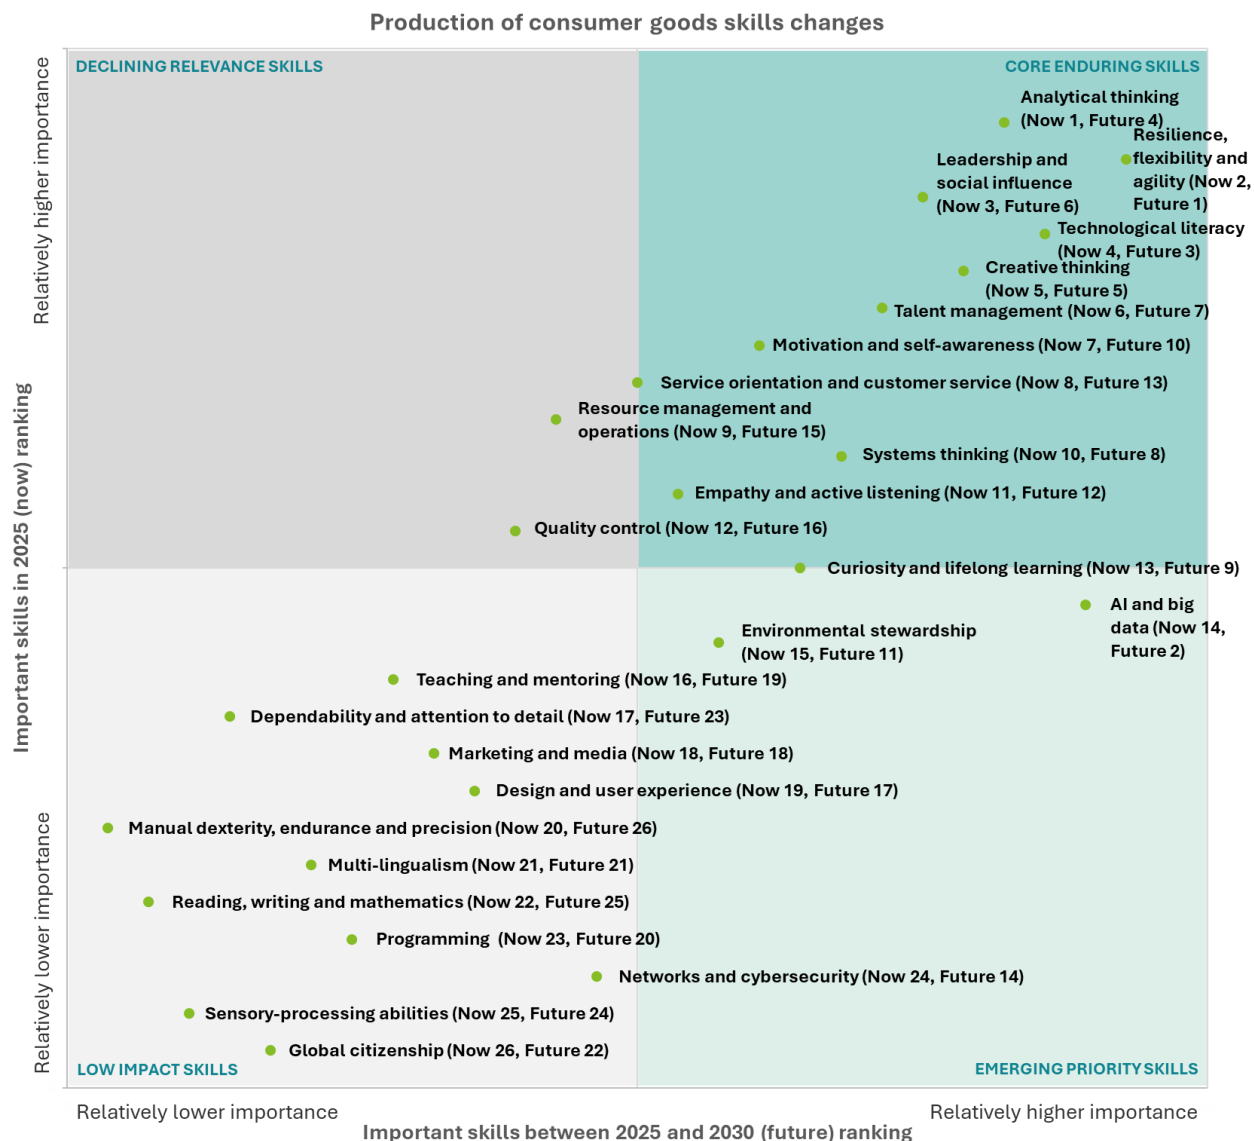 Production of consumer goods skills changes
DECLINING RELEVANCE SKILLS
CORE ENDURING SKILLS
Relatively higher importance
Analytical thinking
(Now 1, Future 4)
Resilience,
flexibility and
agility (Now 2,
Future 1)
Leadership and
social influence
(Now 3, Future 6)
Technological literacy
(Now 4, Future 3)
Creative thinking
(Now 5, Future 5)
Talent management (Now 6, Future 7)
Motivation and self-awareness (Now 7, Future 10)
Service orientation and customer service (Now 8, Future 13)
Resource management and
operations (Now 9, Future 15)
Systems thinking (Now 10, Future 8)
Empathy and active listening (Now 11, Future 12)
Quality control (Now 12, Future 16)
Important skills in 2025 (now) ranking
Curiosity and lifelong learning (Now 13, Future 9)
AI and big
data (Now 14,
Future 2)
Environmental stewardship
(Now 15, Future 11)
Teaching and mentoring (Now 16, Future 19)
Dependability and attention to detail (Now 17, Future 23)
Marketing and media (Now 18, Future 18)
Design and user experience (Now 19, Future 17)
Manual dexterity, endurance and precision (Now 20, Future 26)
Multi-lingualism (Now 21, Future 21)
Reading, writing and mathematics (Now 22, Future 25)
Programming (Now 23, Future 20)
Networks and cybersecurity (Now 24, Future 14)
Sensory-processing abilities (Now 25, Future 24)
Global citizenship (Now 26, Future 22)
Relatively lower importance
LOW IMPACT SKILLS
EMERGING PRIORITY SKILLS
Relatively lower importance
Relatively higher importance
Important skills between 2025 and 2030 (future) ranking